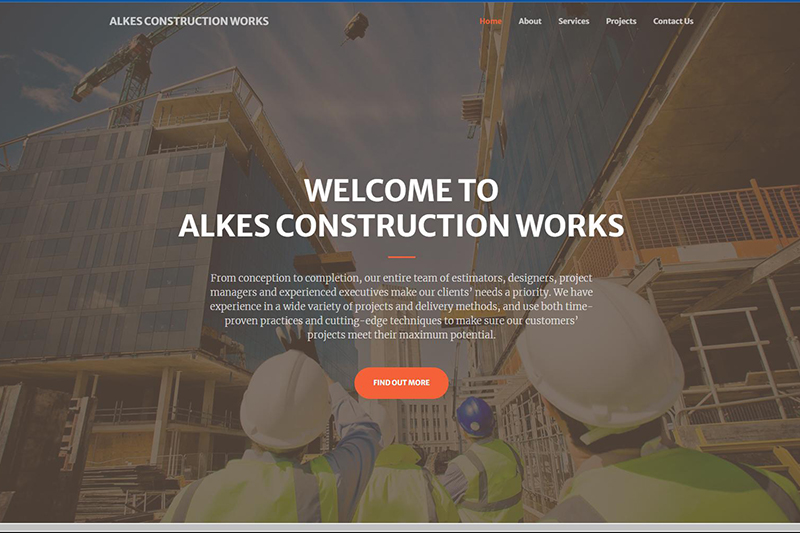 ALKES CONSTRUCTION WORKS
Home About Services Projects Contact Us
WELCOME TO
ALKES CONSTRUCTION WORKS
From conception to completion, our entire team of estimators, designers, project
managers and experienced executives make our clients’ needs a priority. We have
experience in a wide variety of projects and delivery methods, and use both time-
proven practices and cutting-edge techniques to make sure our customers’
projects meet their maximum potential.
FIND OUT MORE